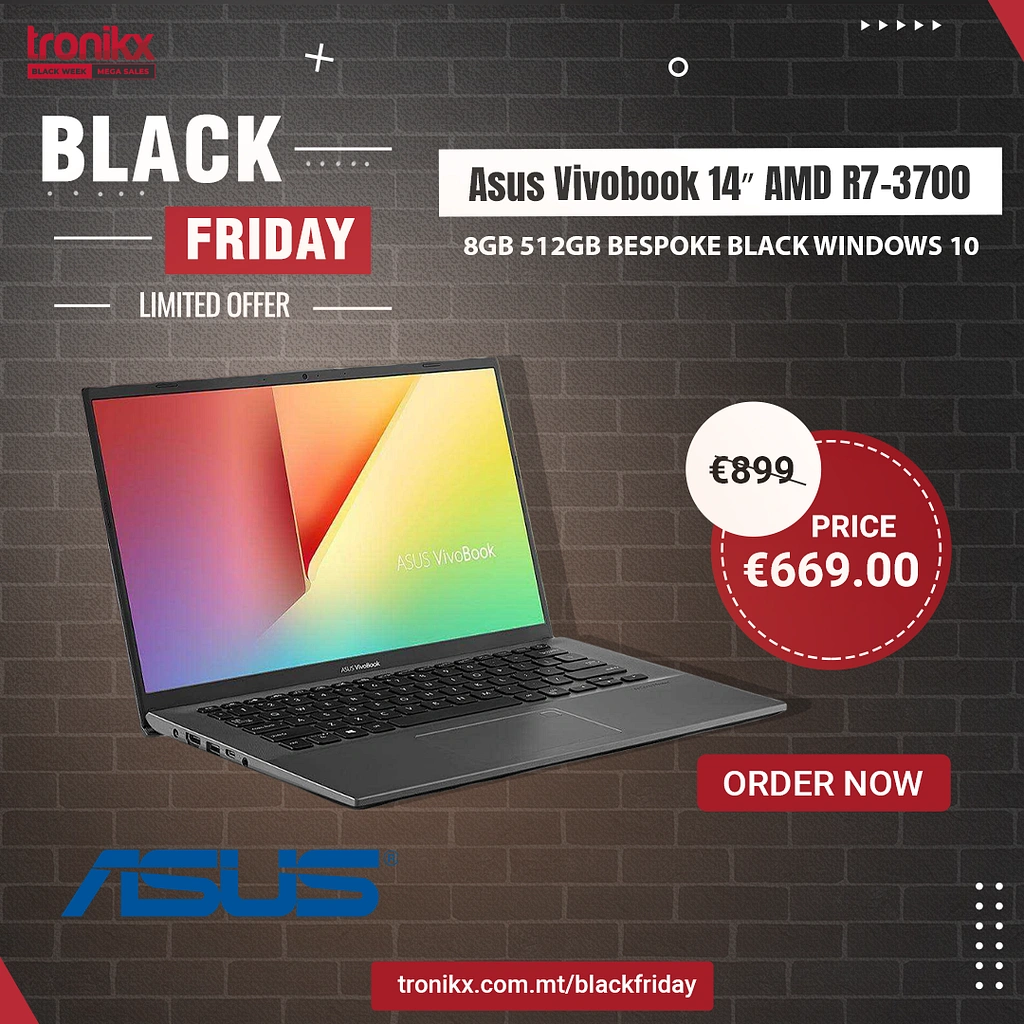 tronikx
BLACK WEEK MEGA SALES
BLACK
FRIDAY
LIMITED OFFER
Asus Vivobook 14″ AMD R7-3700
8GB 512GB BESPOKE BLACK WINDOWS 10
€899
PRICE
€669.00
ASUS VivoBook
ASUS VivoBook
ORDER NOW
ASUS®
tronikx.com.mt/blackfriday